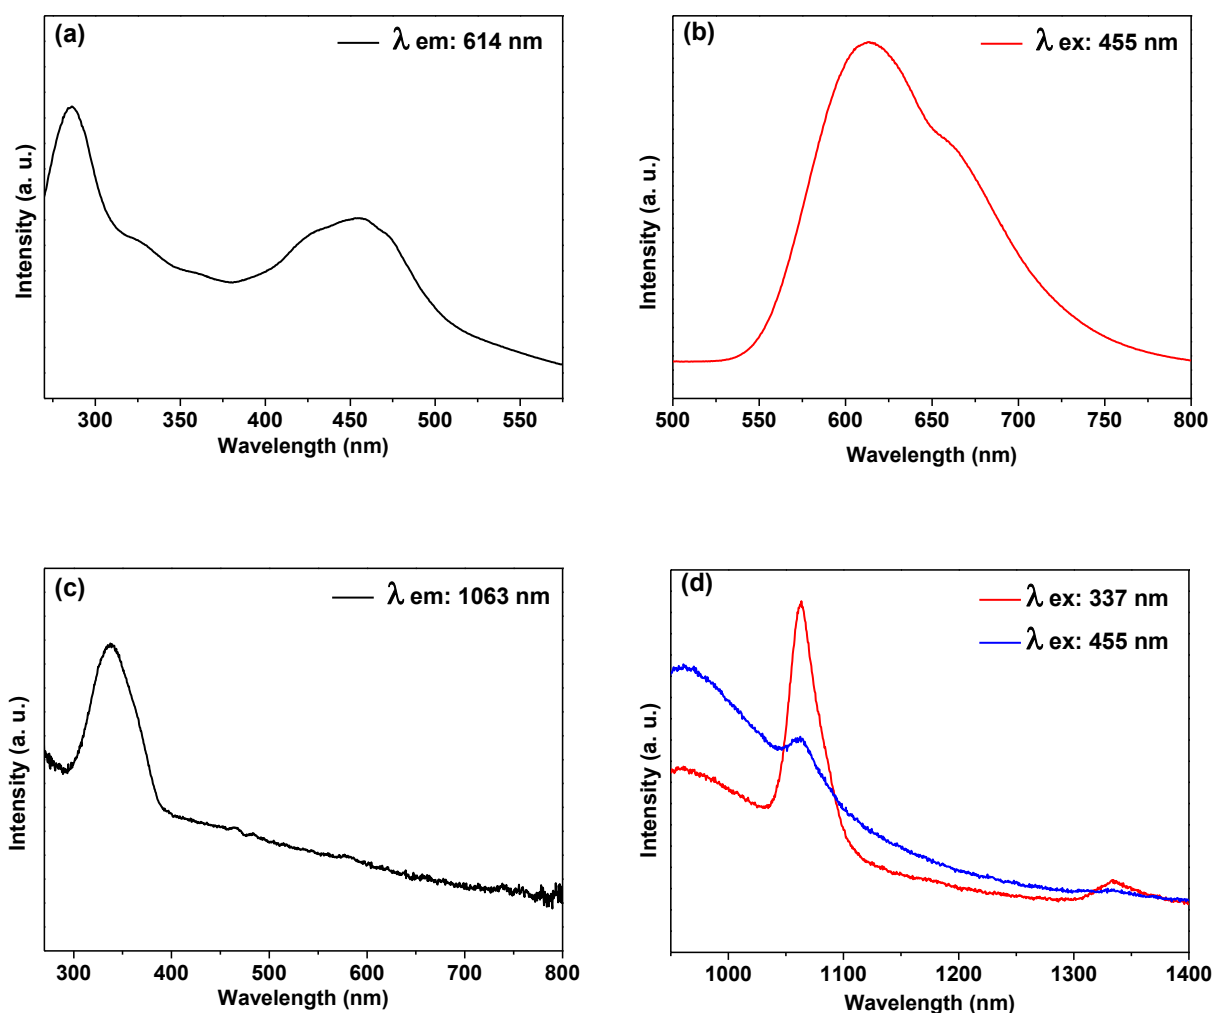 (a)
λ em: 614 nm
Intensity (a. u.)
300 350 400 450 500 550
Wavelength (nm)
(b)
λ ex: 455 nm
Intensity (a. u.)
500 550 600 650 700 750 800
Wavelength (nm)
(c)
λ em: 1063 nm
Intensity (a. u.)
300 400 500 600 700 800
Wavelength (nm)
(d)
λ ex: 337 nm
λ ex: 455 nm
Intensity (a. u.)
1000 1100 1200 1300 1400
Wavelength (nm)